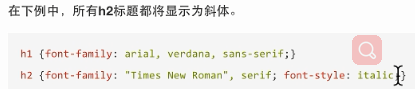 在下例中，所有h2标题都将显示为斜体。
h1 {font-family: arial, verdana, sans-serif;}
h2 {font-family: "Times New Roman", serif; font-style: italic;}